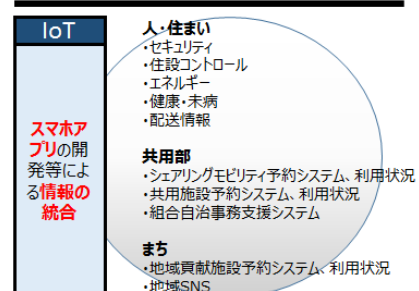 IoT
スマホア
プリの開
発等によ
る情報の
統合
人・住まい
・セキュリティ
・住設コントロール
・エネルギー
・健康・未病
・配送情報
共用部
・シェアリングモビリティ予約システム、利用状況
・共用施設予約システム、利用状況
・組合自治事務支援システム
まち
・地域貢献施設予約システム、利用状況
・地域SNS